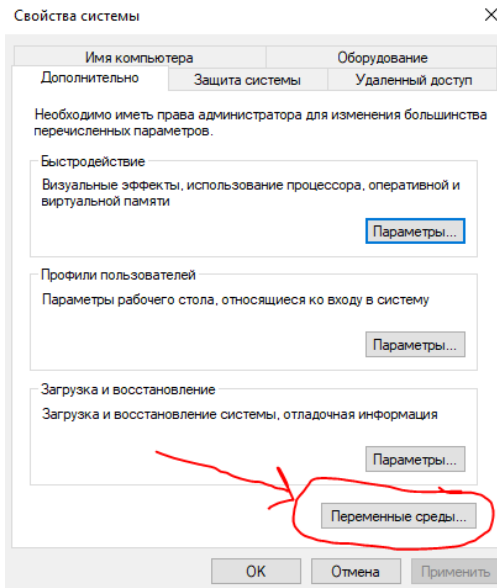 Свойства системы
Имя компьютера
Оборудование
Дополнительно
Защита системы
Удаленный доступ
Необходимо иметь права администратора для изменения большинства
перечисленных параметров.
Быстродействие
Визуальные эффекты, использование процессора, оперативной и
виртуальной памяти
Параметры...
Профили пользователей
Параметры рабочего стола, относящиеся ко входу в систему
Параметры...
Загрузка и восстановление
Загрузка и восстановление системы, отладочная информация
Параметры...
Переменные среды...
ОК
Отмена
Применить